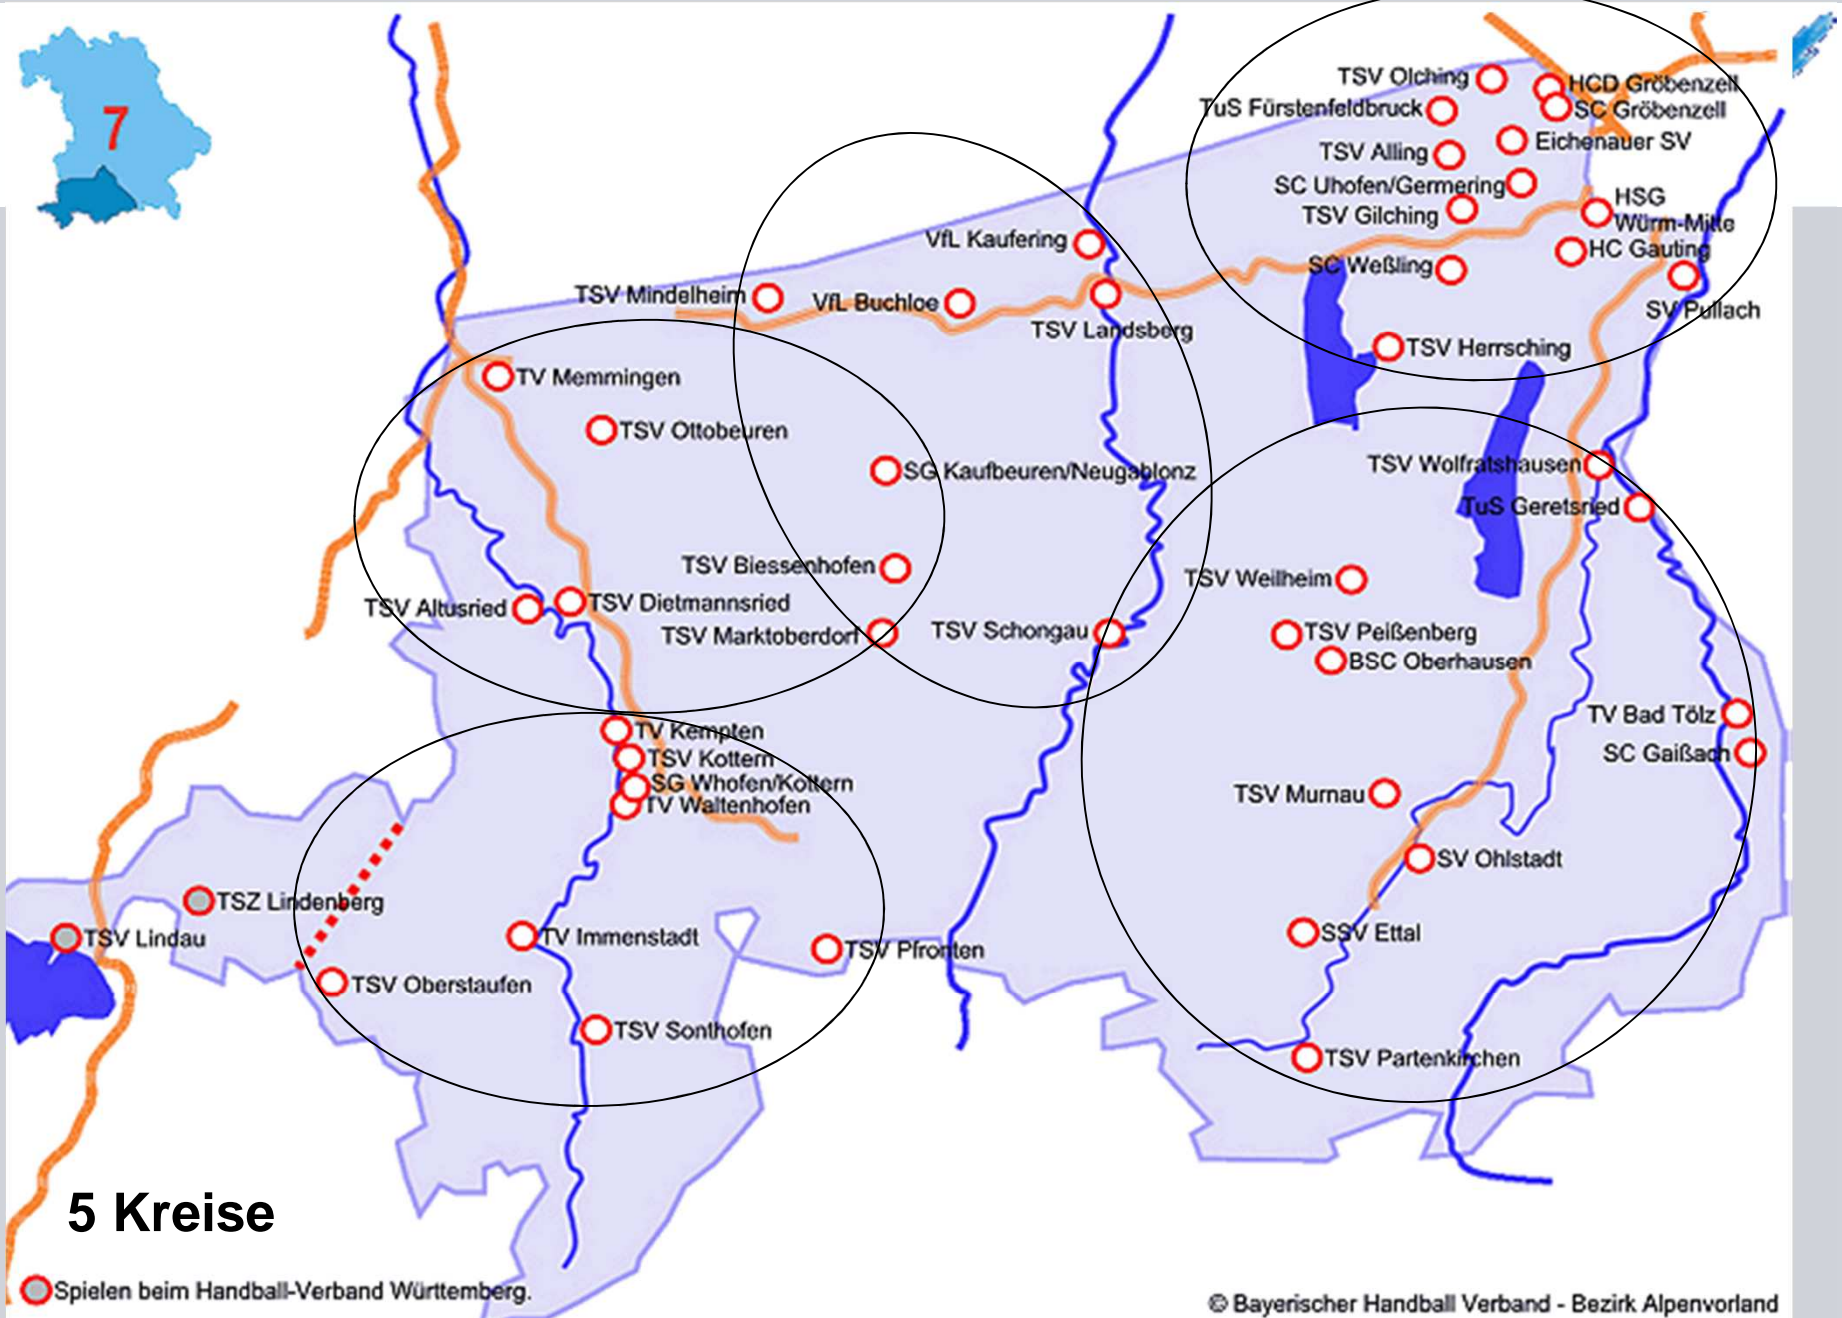 7
TSV Olching
HCD Gröbenzell
TuS Fürstenfeldbruck
SC Gröbenzell
Eichenauer SV
TSV Alling
SC Uhofen/Germering
HSG
Würm-Mitte
TSV Gilching
VfL Kaufering
HC Gauting
SC Weßling
TSV Mindelheim
VfL Buchloe
SV Pullach
TSV Landsberg
TSV Herrsching
TV Memmingen
TSV Ottobeuren
TSV Wolfratshausen
SG Kaufbeuren/Neugablonz
TuS Geretsried
TSV Biessenhofen
TSV Weilheim
TSV Altusried
TSV Dietmannsried
TSV Marktoberdorf
TSV Schongau
TSV Peißenberg
BSC Oberhausen
TV Bad Tölz
TV Kempten
SC Gaißach
TSV Kottern
SG Whofen/Kottern
TV Waltenhofen
TSV Murnau
SV Ohlstadt
TSZ Lindenberg
SSV Ettal
TSV Lindau
TV Immenstadt
TSV Pfronten
TSV Oberstaufen
TSV Sonthofen
TSV Partenkirchen
5 Kreise
Spielen beim Handball-Verband Württemberg.
© Bayerischer Handball Verband - Bezirk Alpenvorland